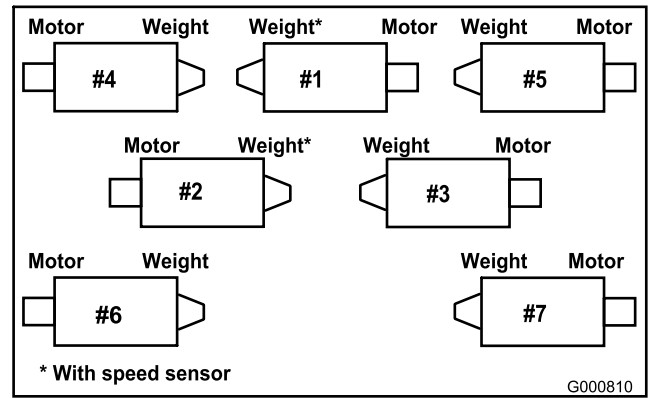 Motor Weight Weight* Motor Weight Motor
#4 #1 #5
Motor Weight* Weight Motor
#2 #3
Motor Weight Weight Motor
#6 #7
* With speed sensor
G000810